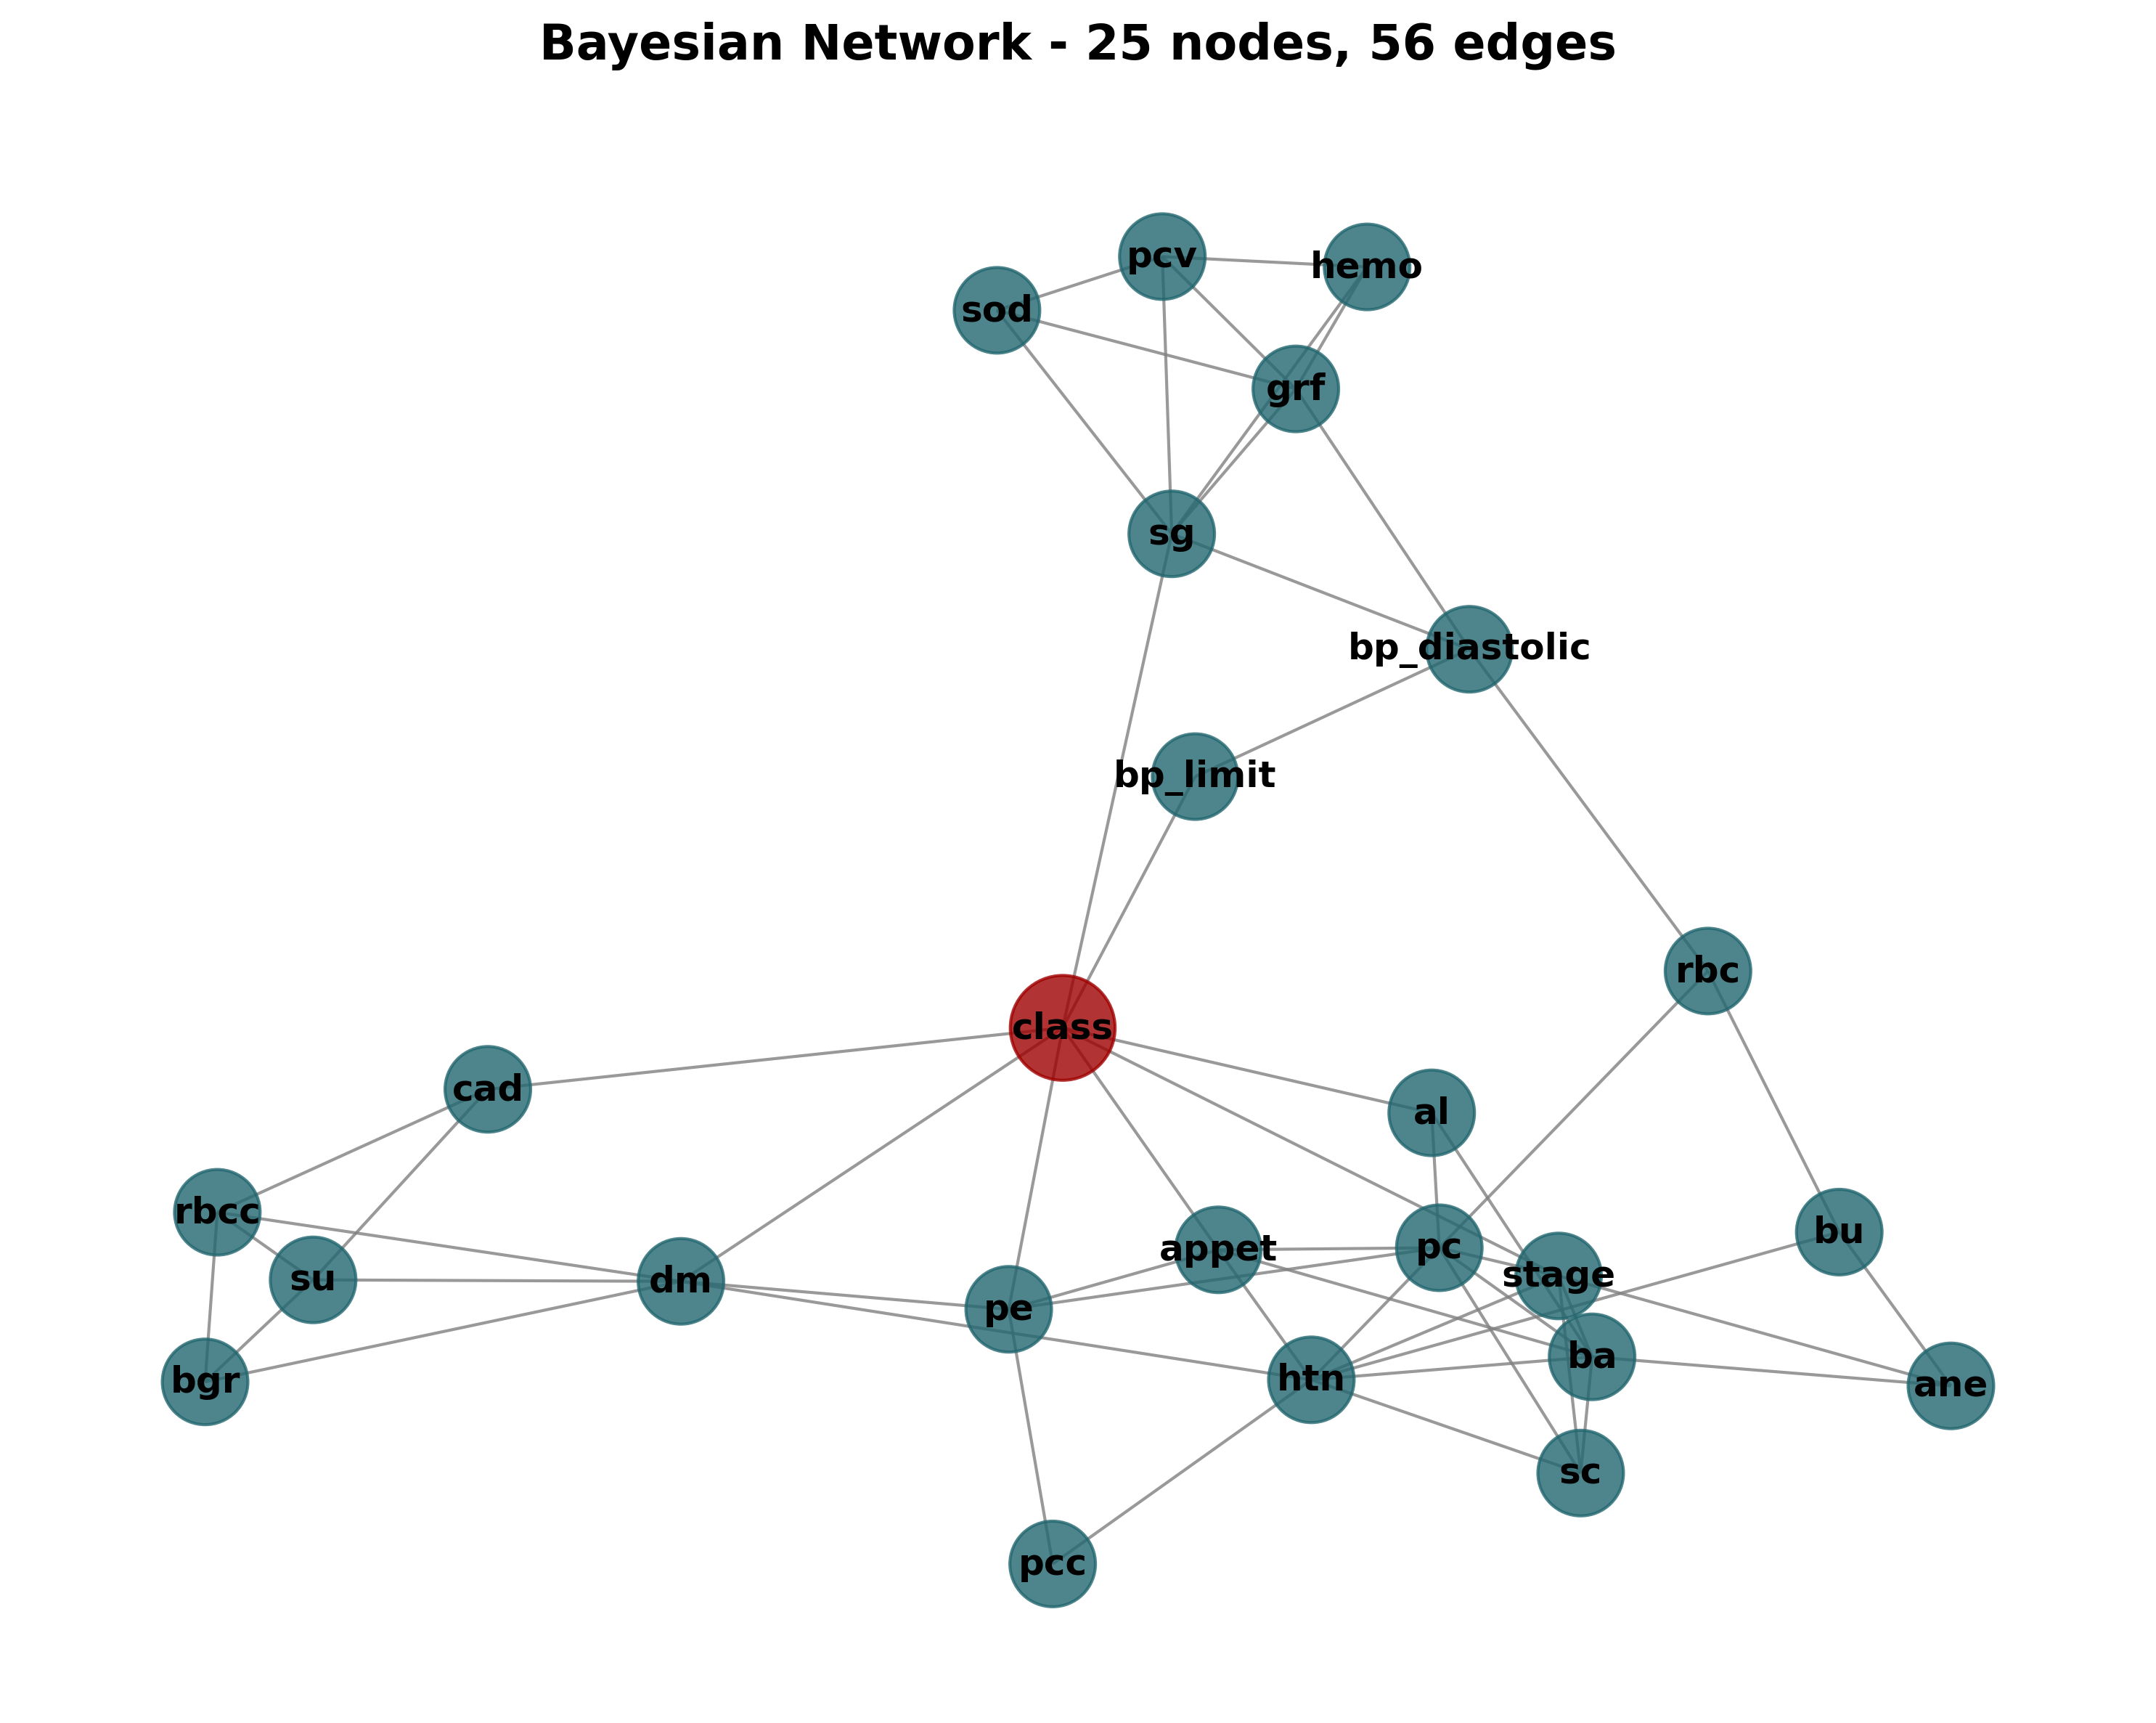 Bayesian Network - 25 nodes, 56 edges
pcv
hemo
sod
grf
sg
bp_diastolic
bp_limit
rbc
class
cad
al
rbcc
bu
appet
pc
stage
su
dm
pe
ba
bgr
htn
ane
sc
pcc